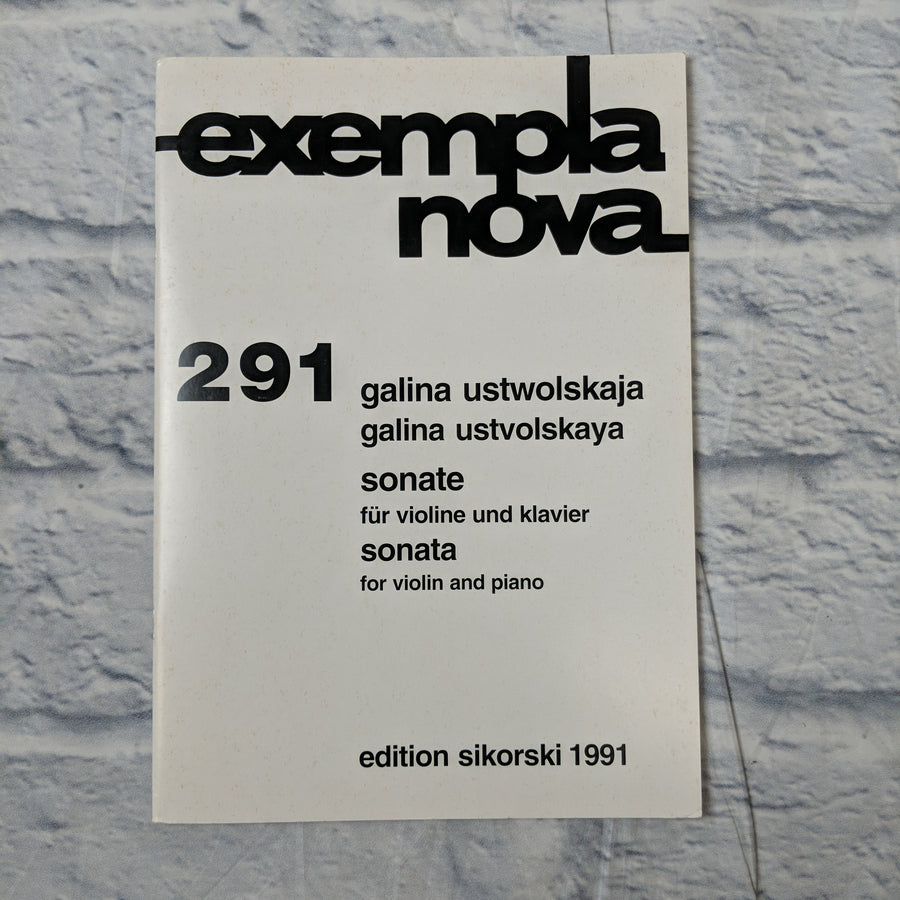 exempla
nova
291
galina ustwolskaja
galina ustvolskaya
sonate
für violine und klavier
sonata
for violin and piano
edition sikorski 1991